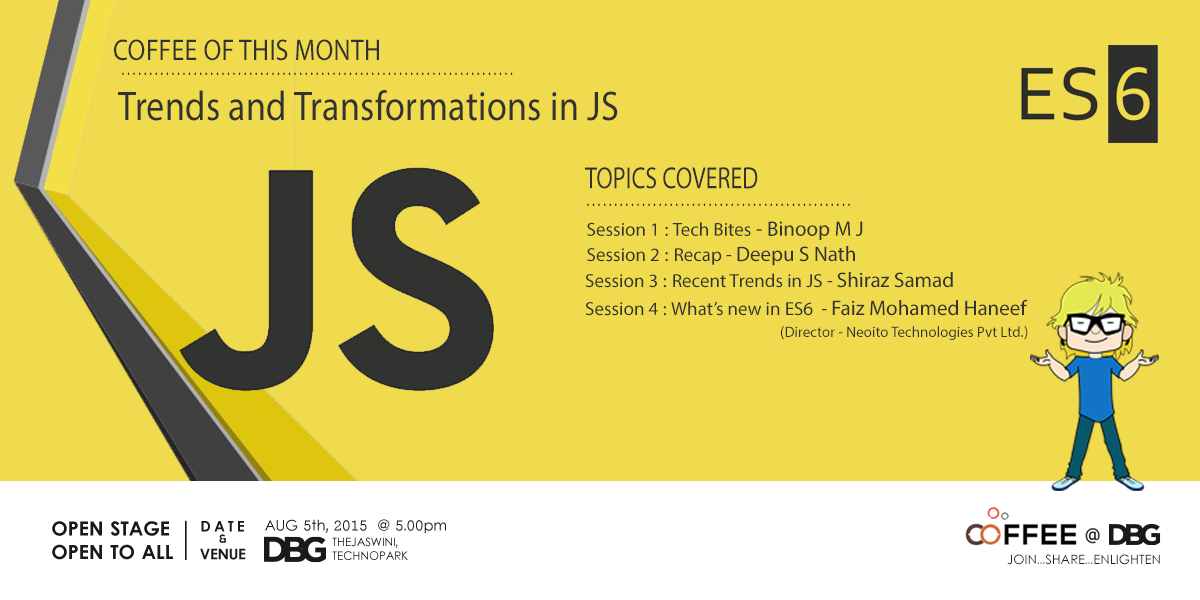 COFFEE OF THIS MONTH
Trends and Transformations in JS
ES6
JS
TOPICS COVERED
Session 1 : Tech Bites - Binoop M J
Session 2 : Recap - Deepu S Nath
Session 3 : Recent Trends in JS - Shiraz Samad
Session 4 : What's new in ES6 - Faiz Mohamed Haneef
(Director - Neoito Technologies Pvt Ltd.)
OPEN STAGE
OPEN TO ALL
DATE
&
VENUE
AUG 5th, 2015 @ 5.00pm
DBG
THEJASWINI,
TECHNOPARK
COFFEE @ DBG
JOIN...SHARE...ENLIGHTEN